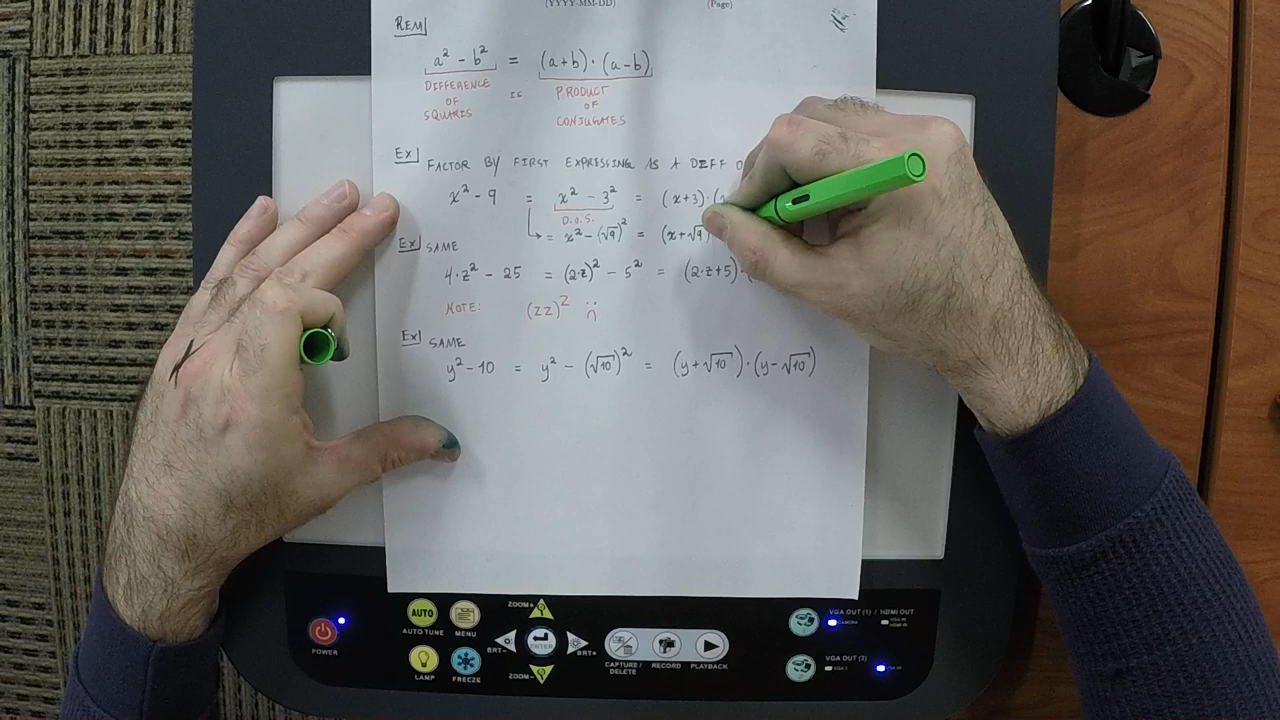 (YYYY-MM-DD) (Page)
REM
a² - b² = (a+b)·(a-b)
DIFFERENCE OF SQUARES IS PRODUCT OF CONJUGATES
Ex FACTOR BY FIRST EXPRESSING AS A DIFF
x² - 9 = x² - 3² = (x+3)·(
D.O.S.
= x² - (√9)² = (x+√9)
Ex SAME
4·z² - 25 = (2·z)² - 5² = (2·z+5)·
NOTE: (zz)² :(
Ex SAME
y² - 10 = y² - (√10)² = (y+√10)·(y-√10)
POWER
AUTO
AUTO TUNE
MENU
LAMP
FREEZE
ZOOM+
BRT- ENTER BRT+
ZOOM-
CAPTURE / DELETE
RECORD
PLAYBACK
VGA OUT (1) / HDMI OUT
CAMERA
VGA OUT (2)